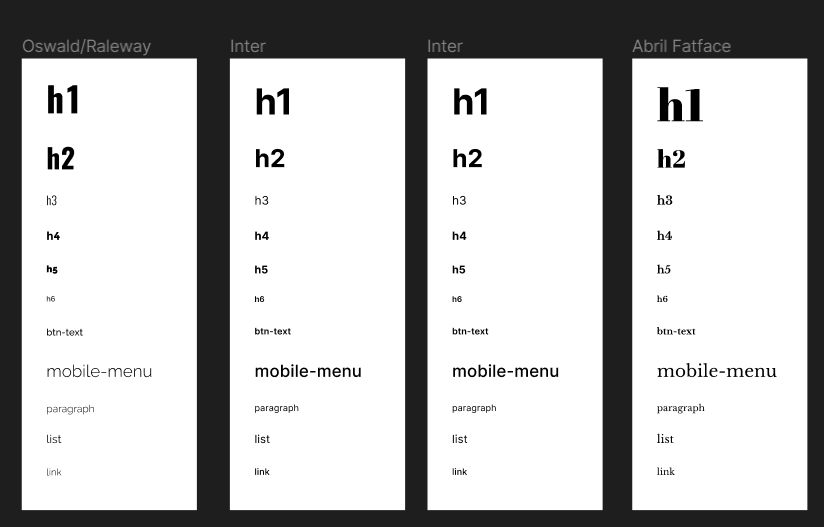 Oswald/Raleway
h1
h2
h3
h4
h5
h6
btn-text
mobile-menu
paragraph
list
link
Inter
h1
h2
h3
h4
h5
h6
btn-text
mobile-menu
paragraph
list
link
Inter
h1
h2
h3
h4
h5
h6
btn-text
mobile-menu
paragraph
list
link
Abril Fatface
h1
h2
h3
h4
h5
h6
btn-text
mobile-menu
paragraph
list
link